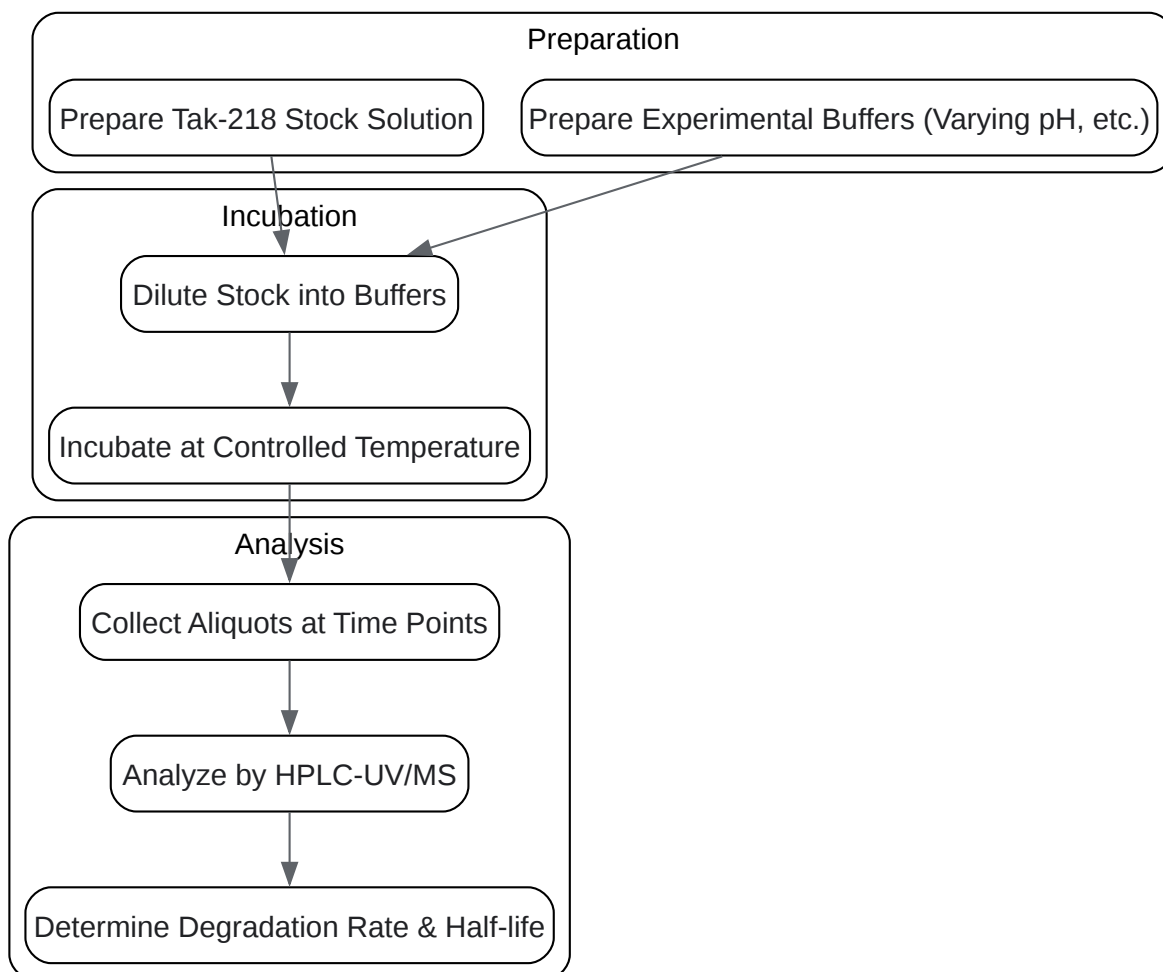 Preparation
Prepare Tak-218 Stock Solution
Prepare Experimental Buffers (Varying pH, etc.)
Incubation
Dilute Stock into Buffers
Incubate at Controlled Temperature
Analysis
Collect Aliquots at Time Points
Analyze by HPLC-UV/MS
Determine Degradation Rate & Half-life